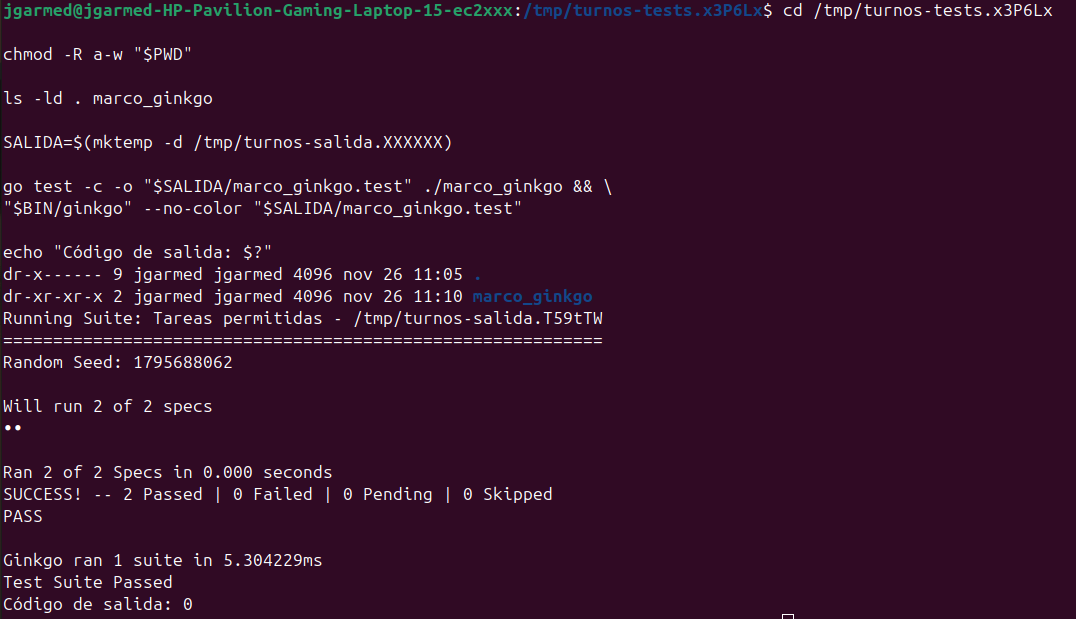 jgarmed@jgarmed-HP-Pavilion-Gaming-Laptop-15-ec2xxx:/tmp/turnos-tests.x3P6Lx$ cd /tmp/turnos-tests.x3P6Lx
chmod -R a-w "$PWD"
ls -ld . marco_ginkgo
SALIDA=$(mktemp -d /tmp/turnos-salida.XXXXXX)
go test -c -o "$SALIDA/marco_ginkgo.test" ./marco_ginkgo && \
"$BIN/ginkgo" --no-color "$SALIDA/marco_ginkgo.test"
echo "Código de salida: $?"
dr-x------ 9 jgarmed jgarmed 4096 nov 26 11:05 .
dr-xr-xr-x 2 jgarmed jgarmed 4096 nov 26 11:10 marco_ginkgo
Running Suite: Tareas permitidas - /tmp/turnos-salida.T59tTW
============================================================
Random Seed: 1795688062
Will run 2 of 2 specs
••
Ran 2 of 2 Specs in 0.000 seconds
SUCCESS! -- 2 Passed | 0 Failed | 0 Pending | 0 Skipped
PASS
Ginkgo ran 1 suite in 5.304229ms
Test Suite Passed
Código de salida: 0